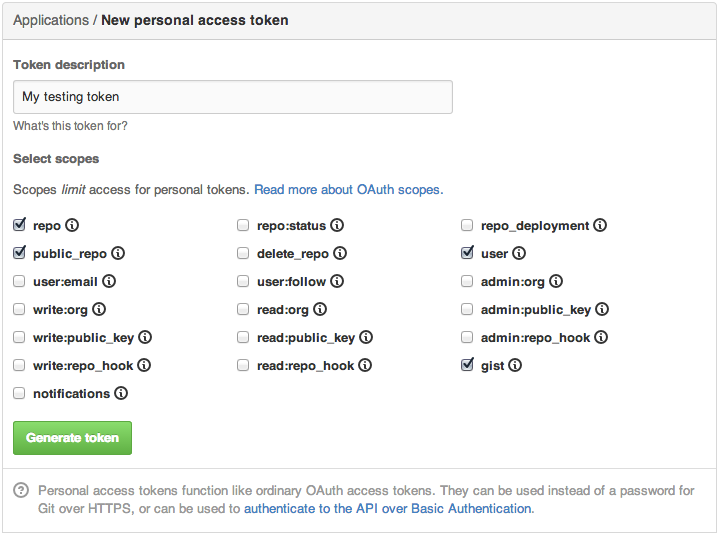 Applications / New personal access token
Token description
My testing token
What's this token for?
Select scopes
Scopes limit access for personal tokens. Read more about OAuth scopes.
repo repo:status repo_deployment
public_repo delete_repo user
user:email user:follow admin:org
write:org read:org admin:public_key
write:public_key read:public_key admin:repo_hook
write:repo_hook read:repo_hook gist
notifications
Generate token
Personal access tokens function like ordinary OAuth access tokens. They can be used instead of a password for
Git over HTTPS, or can be used to authenticate to the API over Basic Authentication.